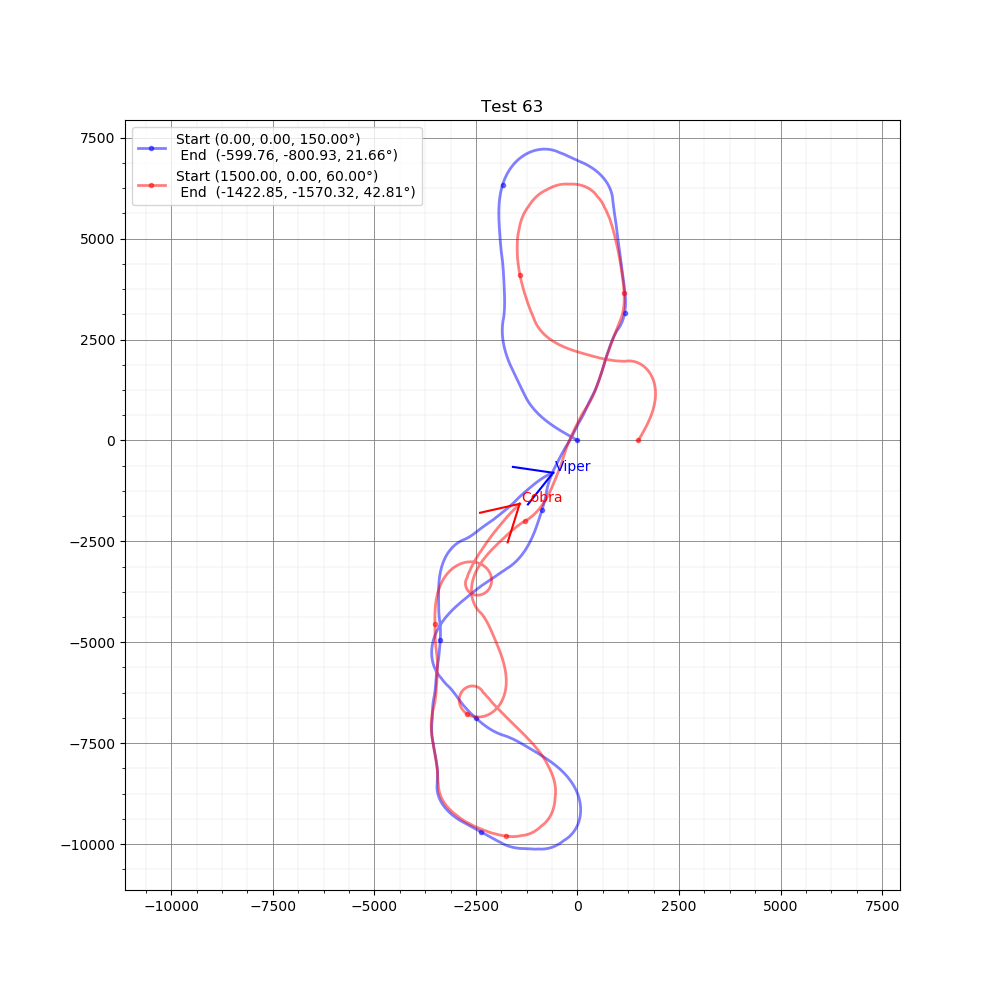 Test 63
Start (0.00, 0.00, 150.00°)
End  (-599.76, -800.93, 21.66°)
Start (1500.00, 0.00, 60.00°)
End  (-1422.85, -1570.32, 42.81°)
7500
5000
2500
0
−2500
−5000
−7500
−10000
Viper
Cobra
−10000
−7500
−5000
−2500
0
2500
5000
7500